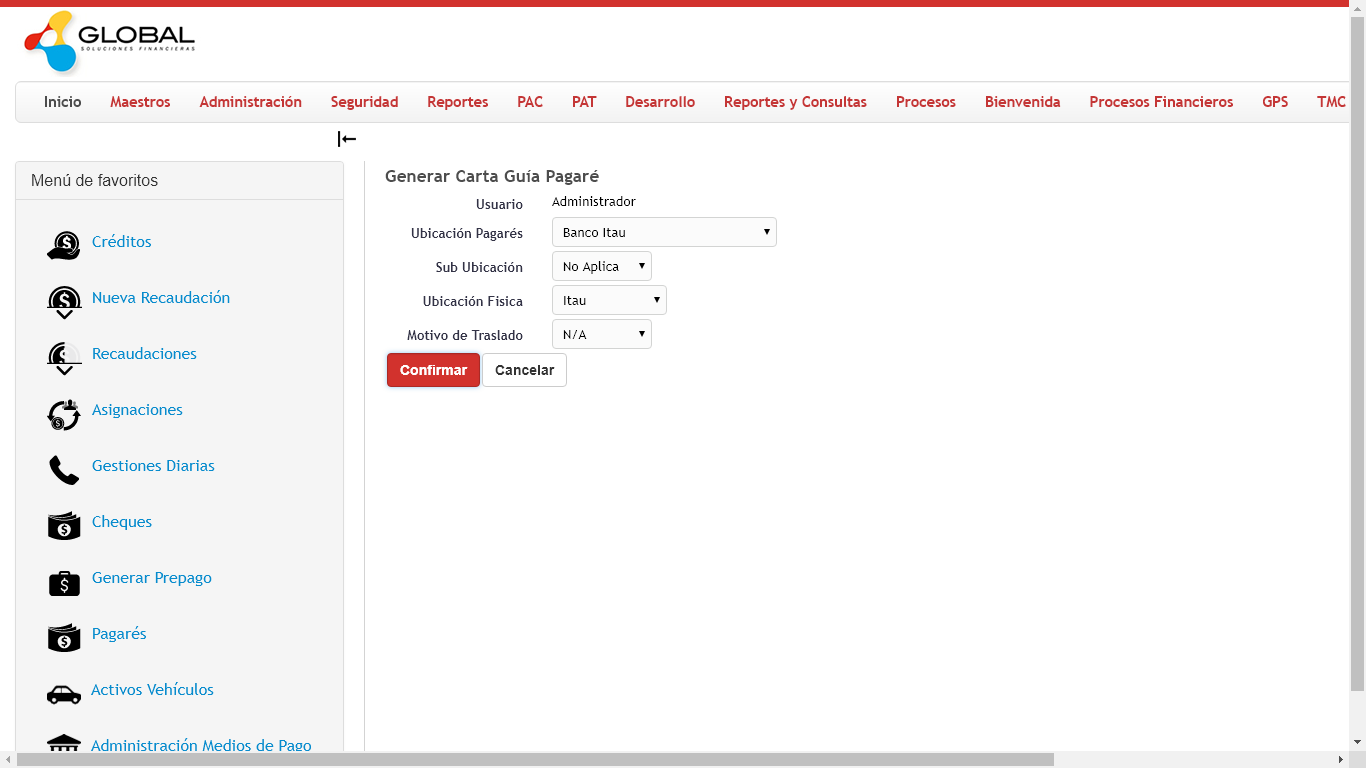 GLOBAL
SOLUCIONES FINANCIERAS
Inicio Maestros Administración Seguridad Reportes PAC PAT Desarrollo Reportes y Consultas Procesos Bienvenida Procesos Financieros GPS TMC
Menú de favoritos
Créditos
Nueva Recaudación
Recaudaciones
Asignaciones
Gestiones Diarias
Cheques
Generar Prepago
Pagarés
Activos Vehículos
Administración Medios de Pago
Generar Carta Guía Pagaré
Usuario Administrador
Ubicación Pagarés Banco Itau
Sub Ubicación No Aplica
Ubicación Fisica Itau
Motivo de Traslado N/A
Confirmar Cancelar